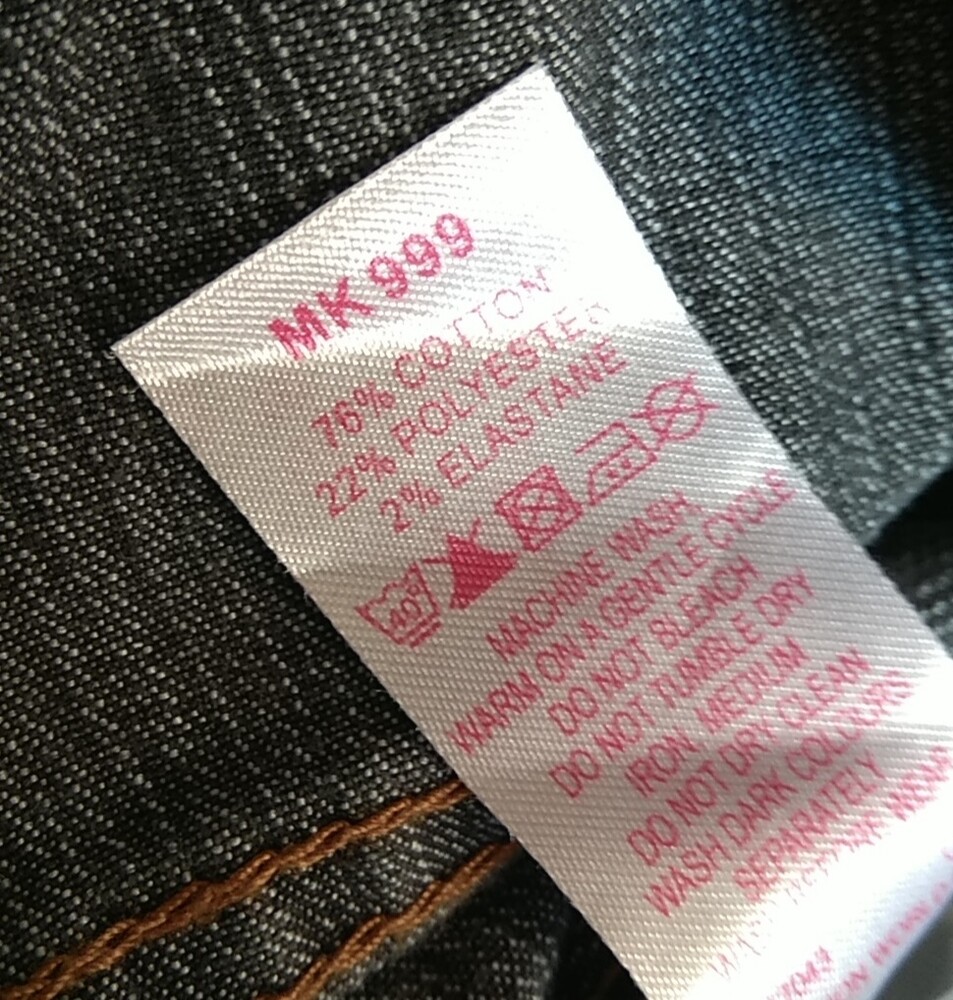 MK 999
76% COTTON
22% POLYESTER
2% ELASTANE
40°
MACHINE WASH
WARM ON A GENTLE CYCLE
DO NOT BLEACH
DO NOT TUMBLE DRY
IRON MEDIUM
DO NOT DRY CLEAN
WASH DARK COLOURS
SEPARATELY